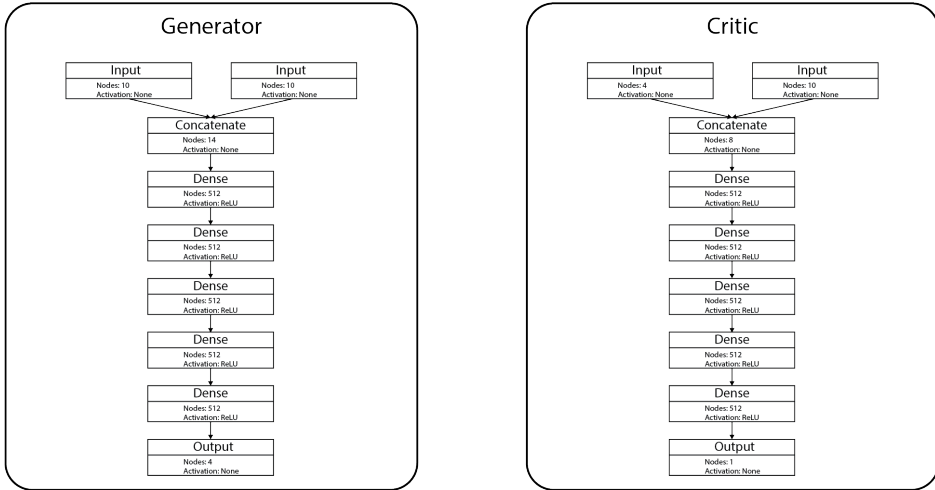 Generator
Input
Nodes: 10
Activation: None
Input
Nodes: 10
Activation: None
Concatenate
Nodes: 14
Activation: None
Dense
Nodes: 512
Activation: ReLU
Dense
Nodes: 512
Activation: ReLU
Dense
Nodes: 512
Activation: ReLU
Dense
Nodes: 512
Activation: ReLU
Dense
Nodes: 512
Activation: ReLU
Output
Nodes: 4
Activation: None
Critic
Input
Nodes: 4
Activation: None
Input
Nodes: 10
Activation: None
Concatenate
Nodes: 8
Activation: None
Dense
Nodes: 512
Activation: ReLU
Dense
Nodes: 512
Activation: ReLU
Dense
Nodes: 512
Activation: ReLU
Dense
Nodes: 512
Activation: ReLU
Dense
Nodes: 512
Activation: ReLU
Output
Nodes: 1
Activation: None